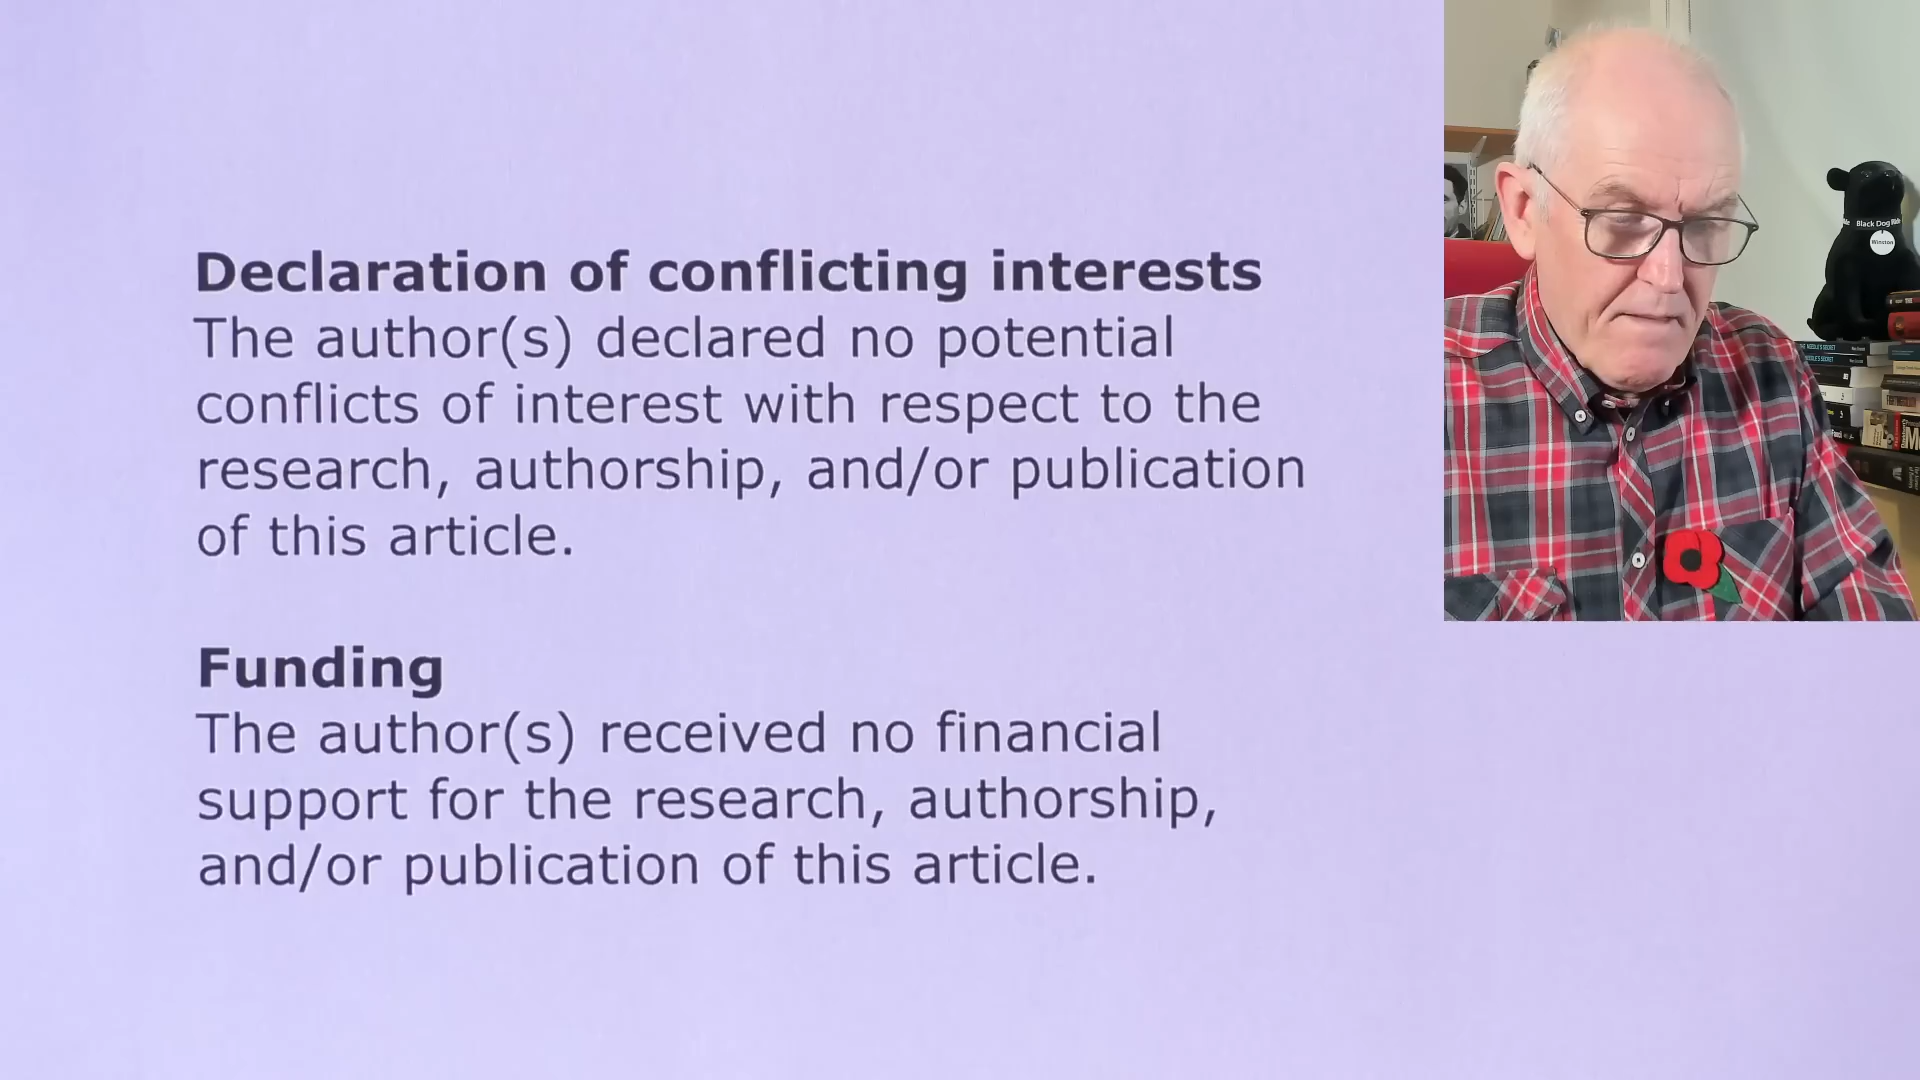 Declaration of conflicting interests
The author(s) declared no potential
conflicts of interest with respect to the
research, authorship, and/or publication
of this article.
Funding
The author(s) received no financial
support for the research, authorship,
and/or publication of this article.
Black Dog
Winston